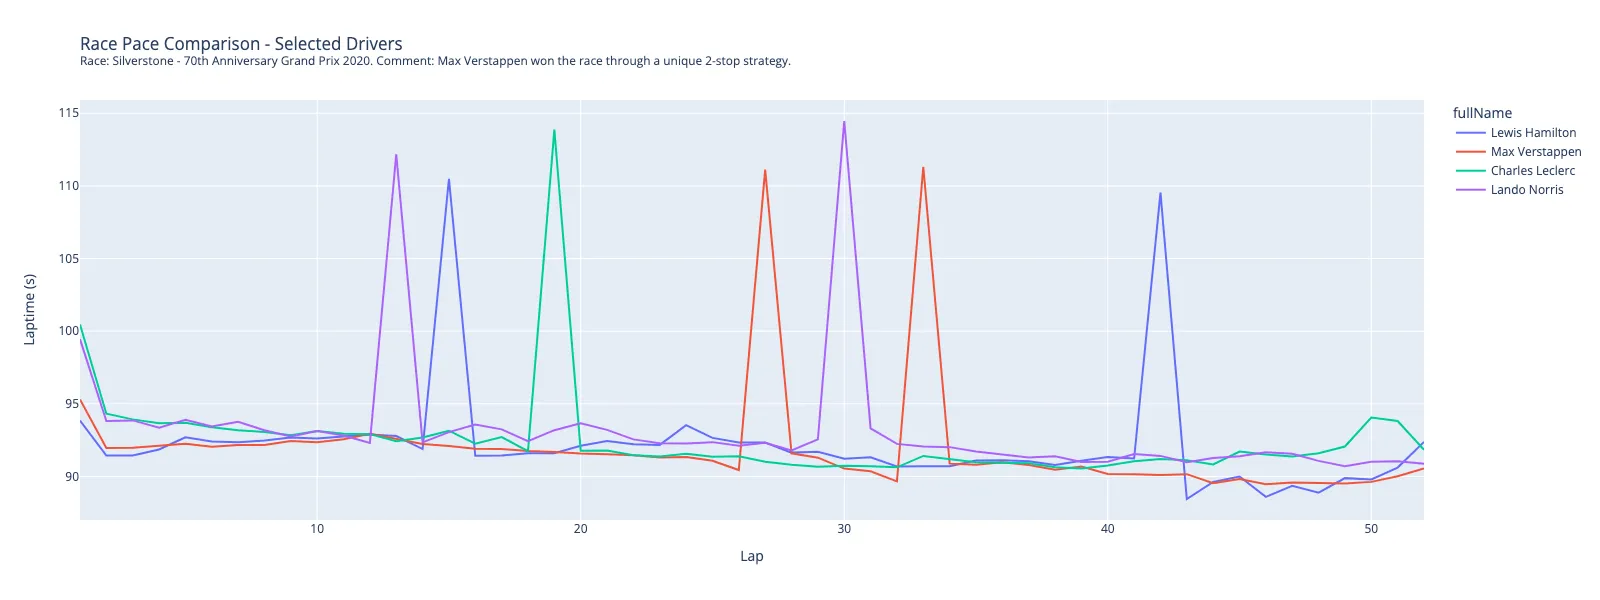 Race Pace Comparison - Selected Drivers
Race: Silverstone - 70th Anniversary Grand Prix 2020. Comment: Max Verstappen won the race through a unique 2-stop strategy.
fullName
Lewis Hamilton
Max Verstappen
Charles Leclerc
Lando Norris
Laptime (s)
115
110
105
100
95
90
10 20 30 40 50
Lap